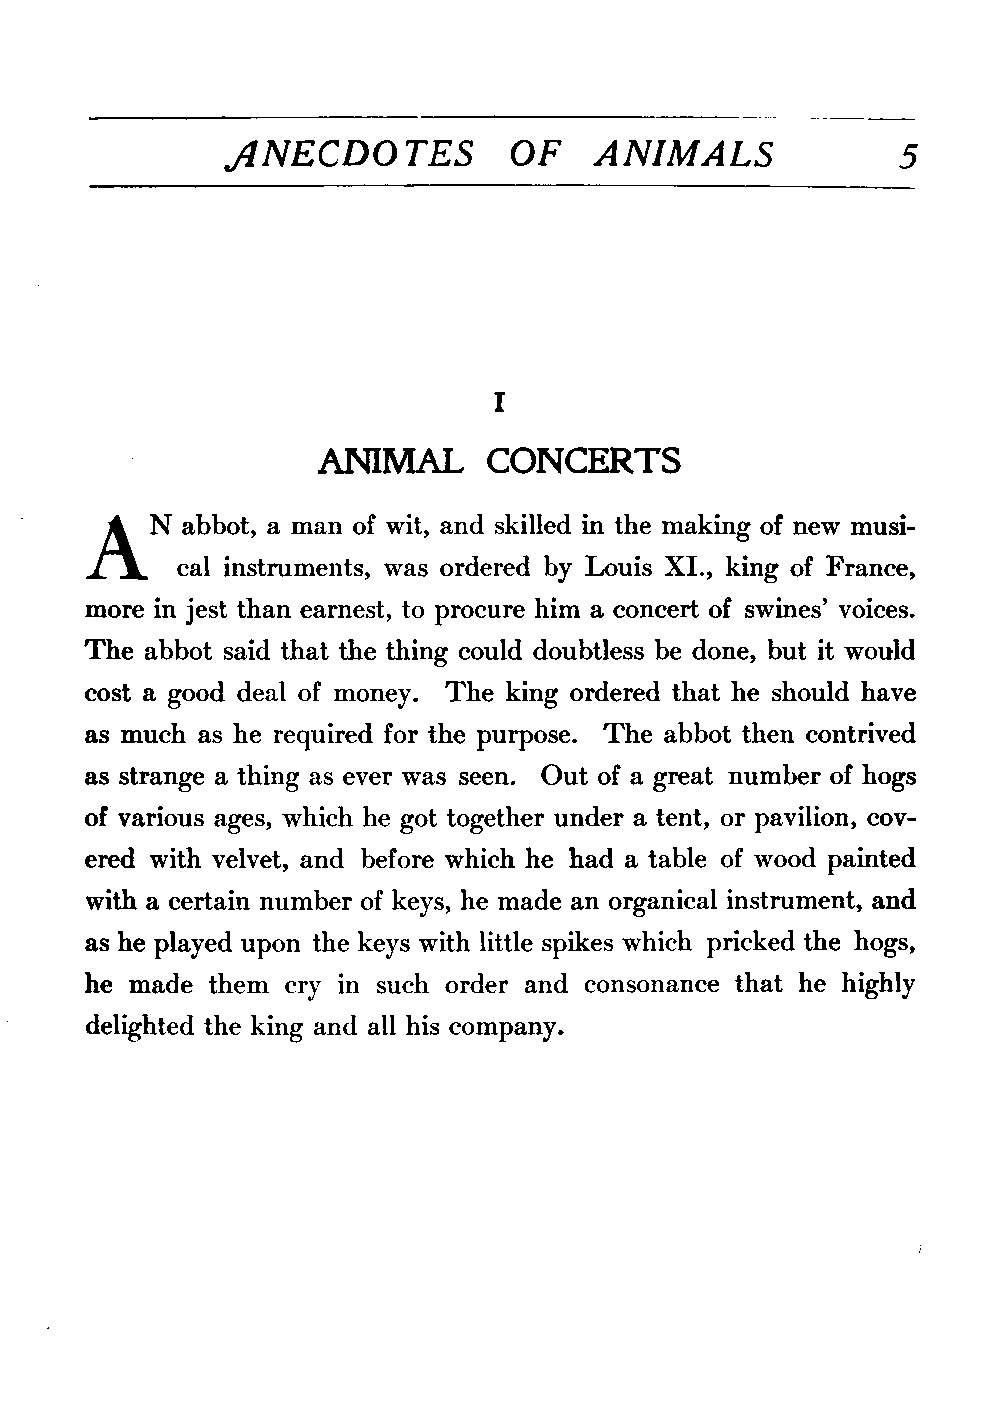 ANECDOTES OF ANIMALS 5
I
ANIMAL CONCERTS
AN abbot, a man of wit, and skilled in the making of new musi-
cal instruments, was ordered by Louis XI., king of France,
more in jest than earnest, to procure him a concert of swines’ voices.
The abbot said that the thing could doubtless be done, but it would
cost a good deal of money. The king ordered that he should have
as much as he required for the purpose. The abbot then contrived
as strange a thing as ever was seen. Out of a great number of hogs
of various ages, which he got together under a tent, or pavilion, cov-
ered with velvet, and before which he had a table of wood painted
with a certain number of keys, he made an organical instrument, and
as he played upon the keys with little spikes which pricked the hogs,
he made them cry in such order and consonance that he highly
delighted the king and all his company.